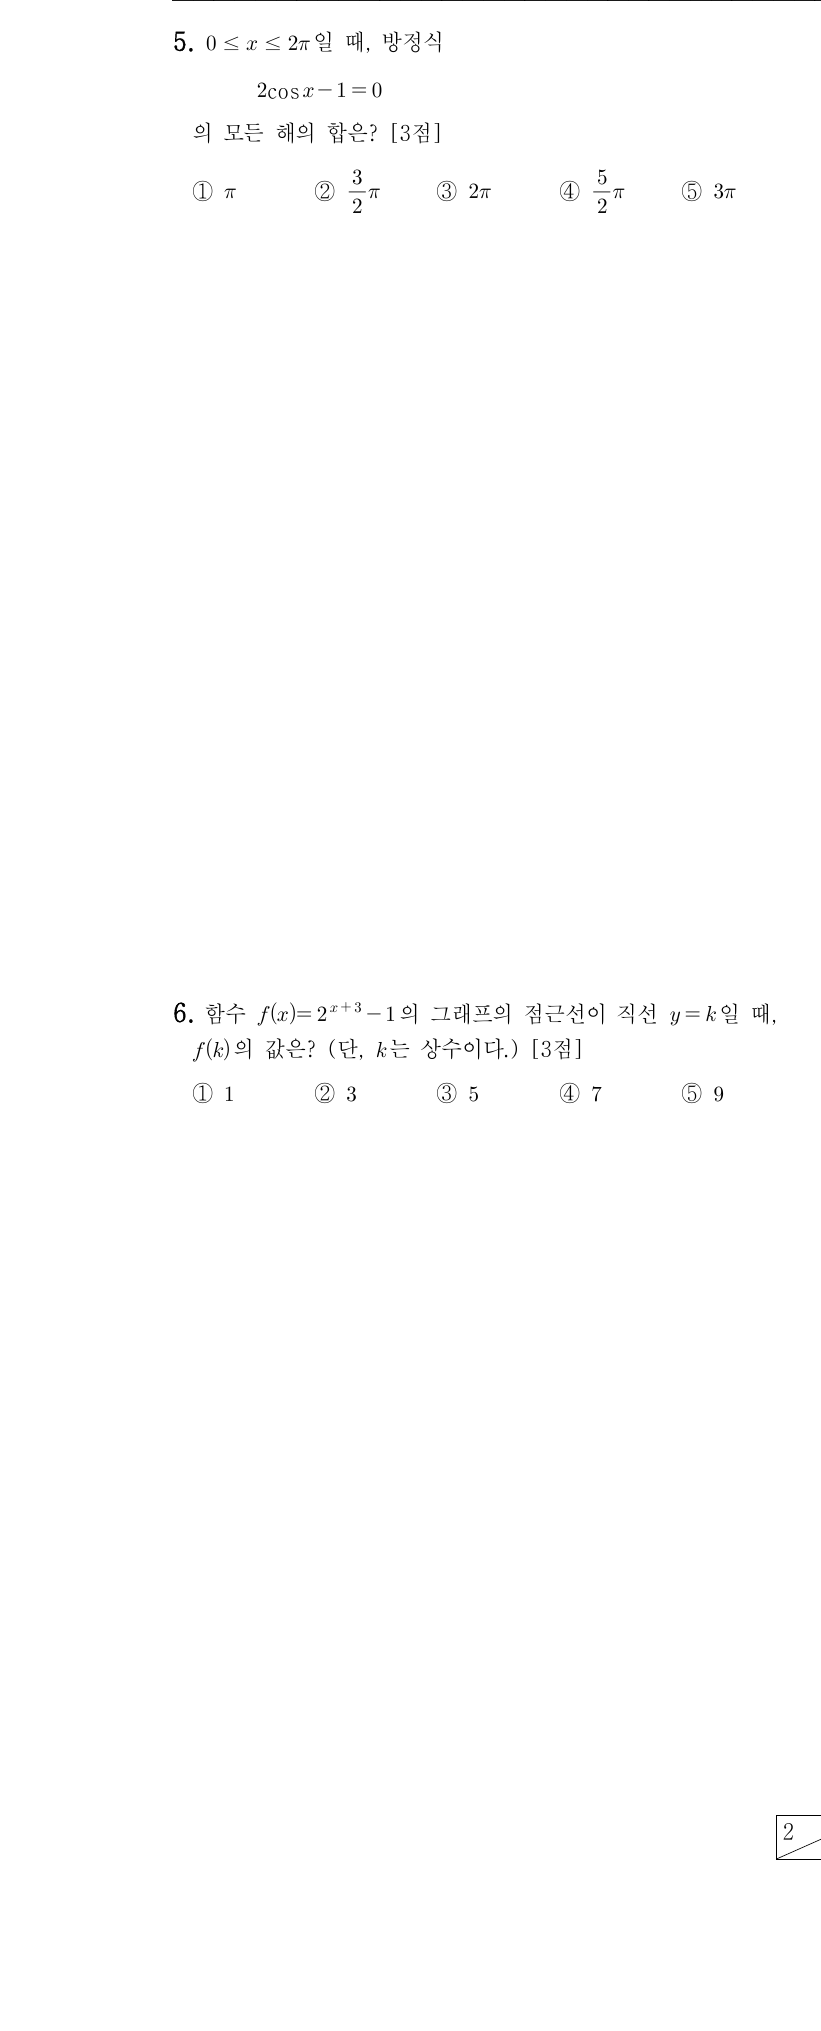 5. 0 ≤ x ≤ 2π일 때, 방정식
2cos x − 1 = 0
의 모든 해의 합은? [3점]
① π ② 3/2 π ③ 2π ④ 5/2 π ⑤ 3π
6. 함수 f(x) = 2^{x+3} − 1의 그래프의 점근선이 직선 y = k일 때,
f(k)의 값은? (단, k는 상수이다.) [3점]
① 1 ② 3 ③ 5 ④ 7 ⑤ 9
2